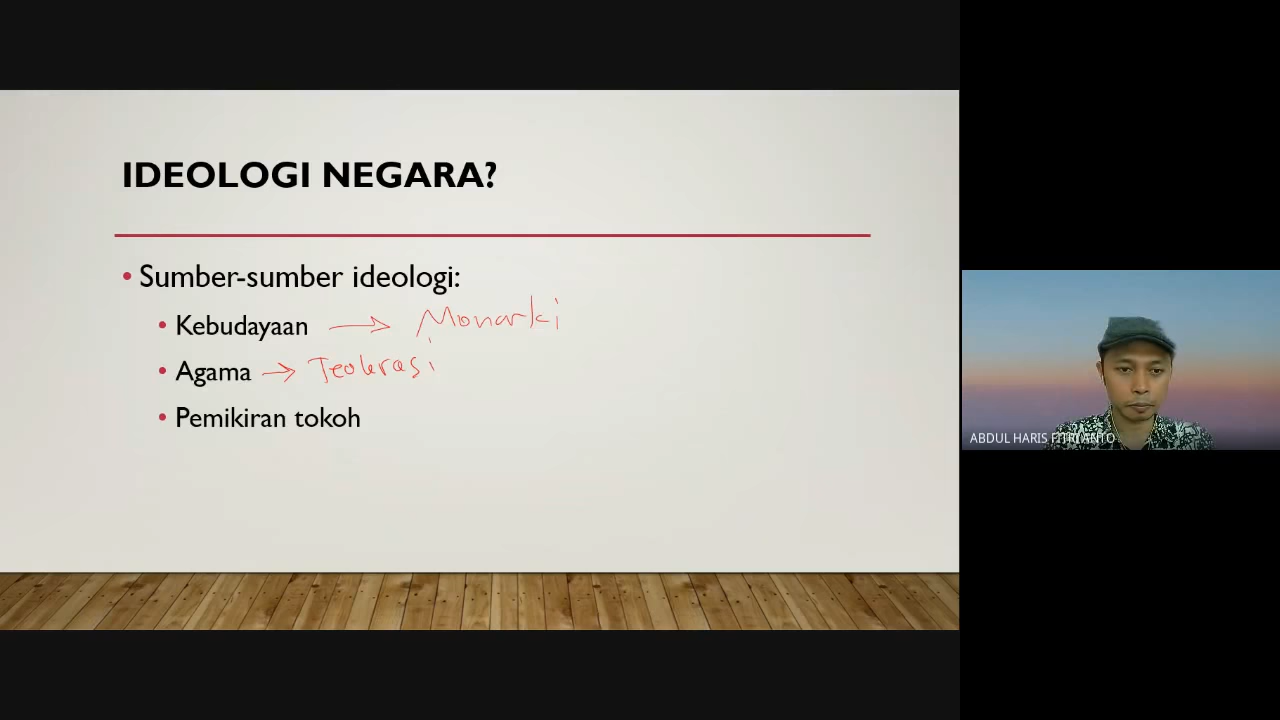 IDEOLOGI NEGARA?
• Sumber-sumber ideologi:
• Kebudayaan → Monarki
• Agama → Teokrasi
• Pemikiran tokoh
ABDUL HARIS FITRIANTO